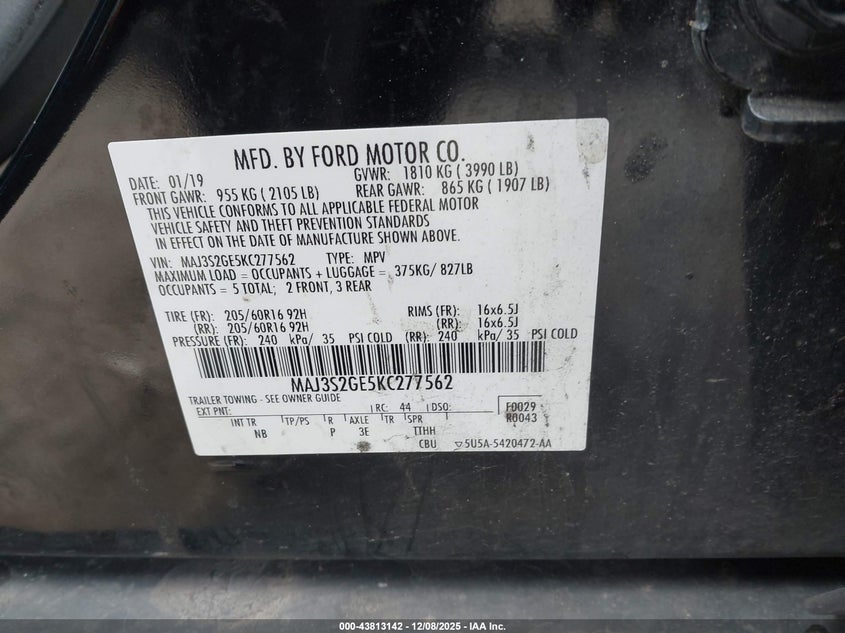 MFD. BY FORD MOTOR CO.
DATE: 01/19 GVWR: 1810 KG ( 3990 LB)
FRONT GAWR: 955 KG ( 2105 LB) REAR GAWR: 865 KG ( 1907 LB)
THIS VEHICLE CONFORMS TO ALL APPLICABLE FEDERAL MOTOR
VEHICLE SAFETY AND THEFT PREVENTION STANDARDS
IN EFFECT ON THE DATE OF MANUFACTURE SHOWN ABOVE.
VIN: MAJ3S2GE5KC277562 TYPE: MPV
MAXIMUM LOAD = OCCUPANTS + LUGGAGE = 375KG/ 827LB
OCCUPANTS = 5 TOTAL; 2 FRONT, 3 REAR
TIRE (FR): 205/60R16 92H RIMS (FR): 16x6.5J
(RR): 205/60R16 92H (RR): 16x6.5J
PRESSURE (FR): 240 kPa/ 35 PSI COLD (RR): 240 kPa/ 35 PSI COLD
MAJ3S2GE5KC277562
TRAILER TOWING - SEE OWNER GUIDE
EXT PNT: RC: 44 DSO: F0029
R0043
INT TR TP/PS R AXLE TR SPR
NB P 3E TTHH
CBU 5U5A-5420472-AA
000-43813142 - 12/08/2025 - IAA Inc.